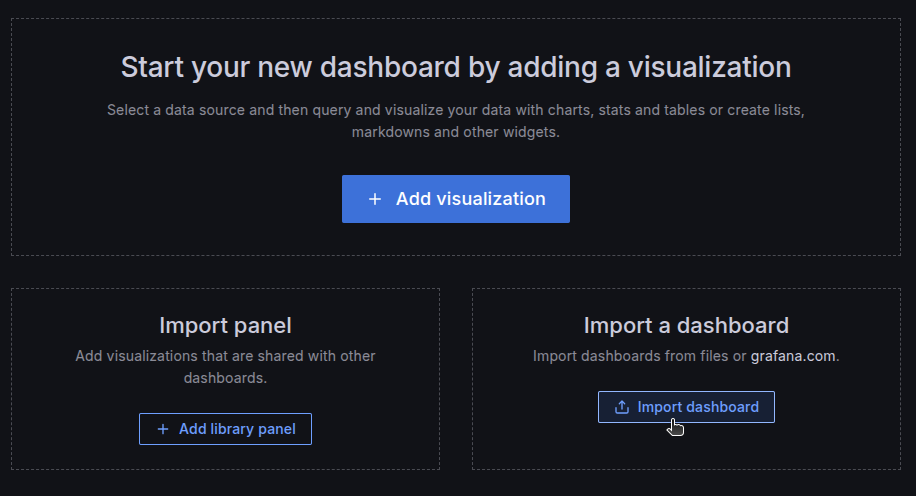 Start your new dashboard by adding a visualization
Select a data source and then query and visualize your data with charts, stats and tables or create lists,
markdowns and other widgets.
Add visualization
Import panel
Add visualizations that are shared with other
dashboards.
Add library panel
Import a dashboard
Import dashboards from files or grafana.com.
Import dashboard